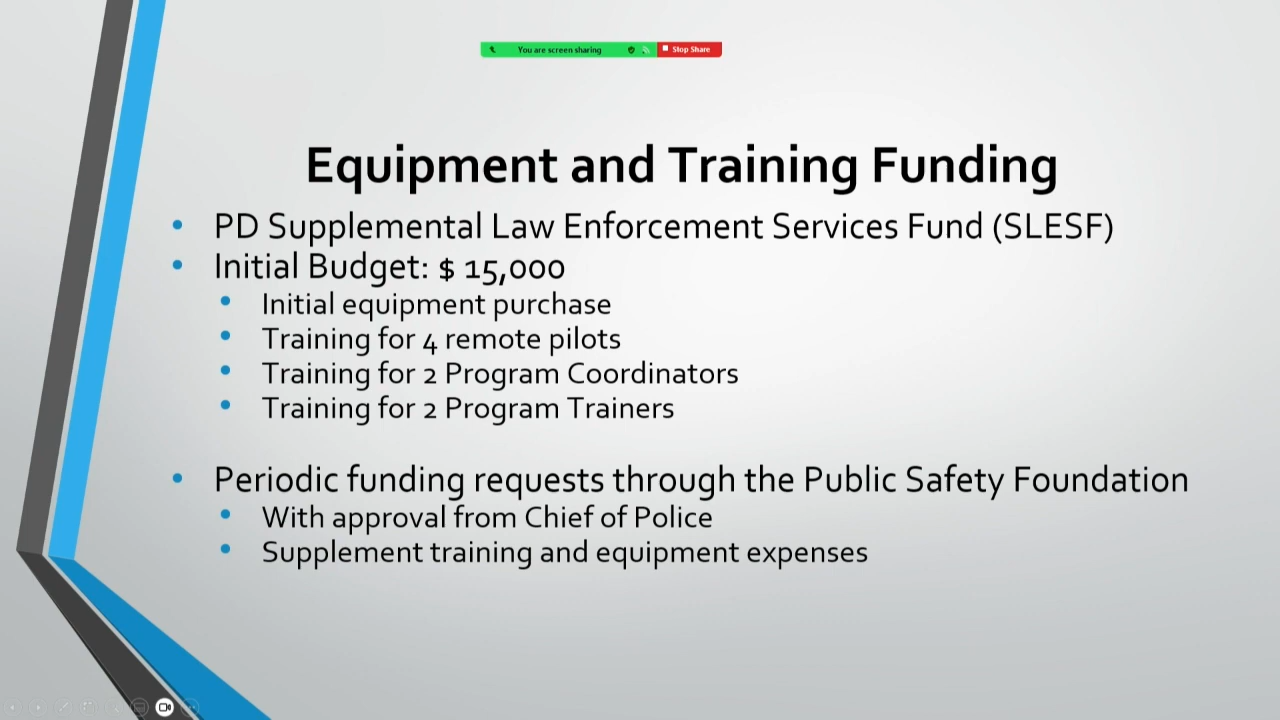 You are screen sharing
Stop Share
Equipment and Training Funding
• PD Supplemental Law Enforcement Services Fund (SLESF)
• Initial Budget: $ 15,000
• Initial equipment purchase
• Training for 4 remote pilots
• Training for 2 Program Coordinators
• Training for 2 Program Trainers
• Periodic funding requests through the Public Safety Foundation
• With approval from Chief of Police
• Supplement training and equipment expenses